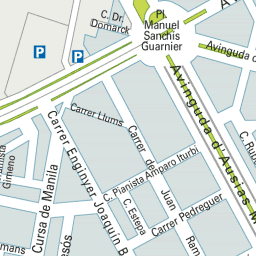 C. Dr.
Domarck
Pl.
Manuel
Sanchis
Guarnier
Avinguda
P
P
Avinguda d'Ausias M
Carrer Llums
Carrer de
Juan
C. Pianista Amparo Iturbi
C. Estepa
Carrer Pedreguer
Carrer Enginyer Joaquín B
Cursa de Manila
Gimeno
C. R